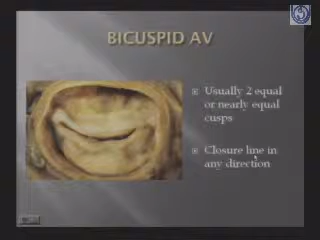 BICUSPID AV
Usually 2 equal
or nearly equal
cusps
Closure line in
any direction